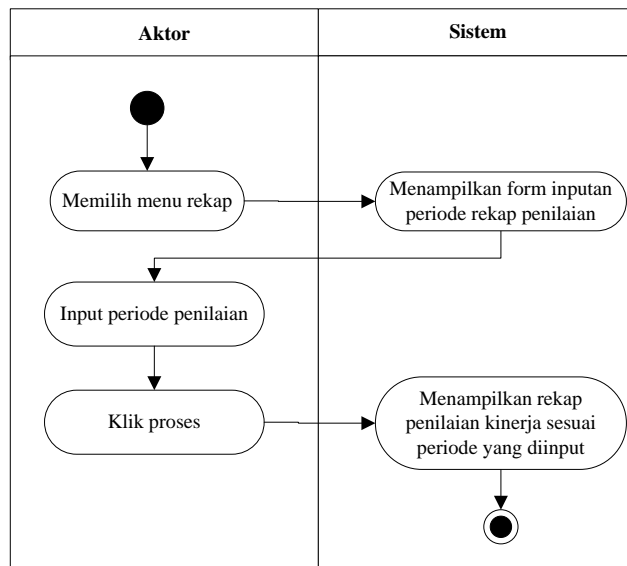 Aktor
Sistem
Memilih menu rekap
Menampilkan form inputan
periode rekap penilaian
Input periode penilaian
Klik proses
Menampilkan rekap
penilaian kinerja sesuai
periode yang diinput